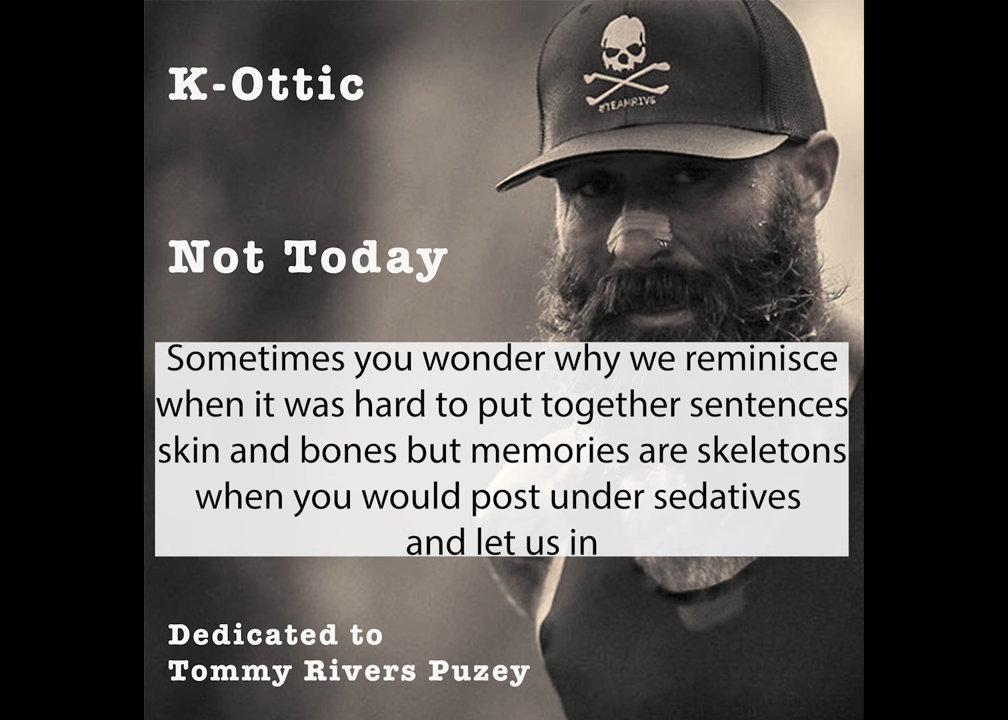 K-Ottic
#TEAMRIVS
Not Today
Sometimes you wonder why we reminisce
when it was hard to put together sentences
skin and bones but memories are skeletons
when you would post under sedatives
and let us in
Dedicated to
Tommy Rivers Puzey